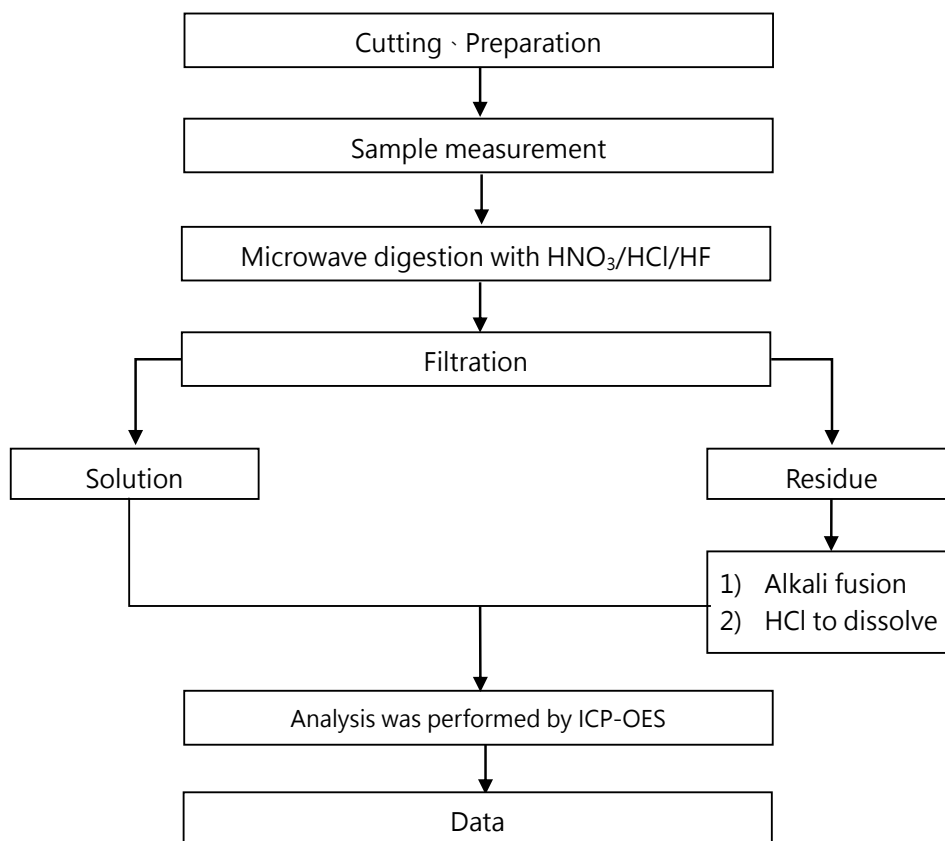 Cutting、Preparation
Sample measurement
Microwave digestion with HNO₃/HCl/HF
Filtration
Solution
Residue
1) Alkali fusion
2) HCl to dissolve
Analysis was performed by ICP-OES
Data